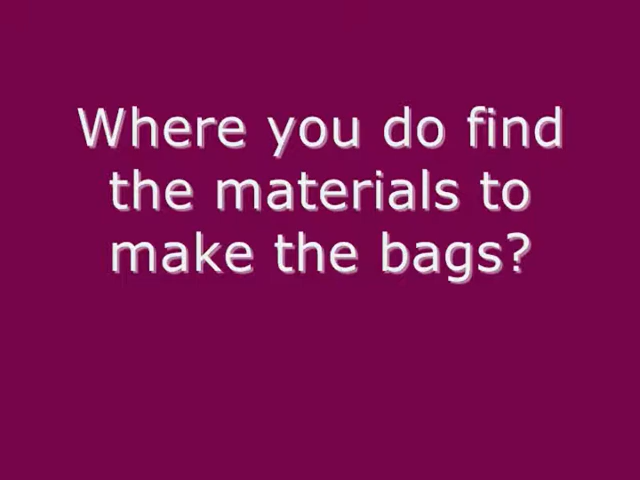 Where you do find
the materials to
make the bags?